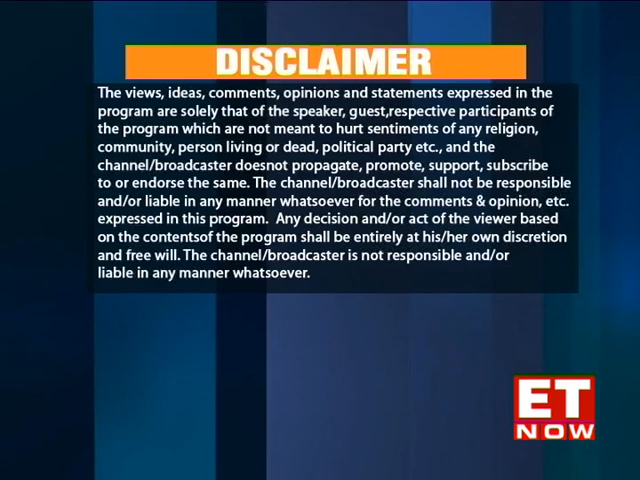 DISCLAIMER
The views, ideas, comments, opinions and statements expressed in the
program are solely that of the speaker, guest,respective participants of
the program which are not meant to hurt sentiments of any religion,
community, person living or dead, political party etc., and the
channel/broadcaster doesnot propagate, promote, support, subscribe
to or endorse the same. The channel/broadcaster shall not be responsible
and/or liable in any manner whatsoever for the comments & opinion, etc.
expressed in this program.  Any decision and/or act of the viewer based
on the contentsof the program shall be entirely at his/her own discretion
and free will. The channel/broadcaster is not responsible and/or
liable in any manner whatsoever.
ET
NOW